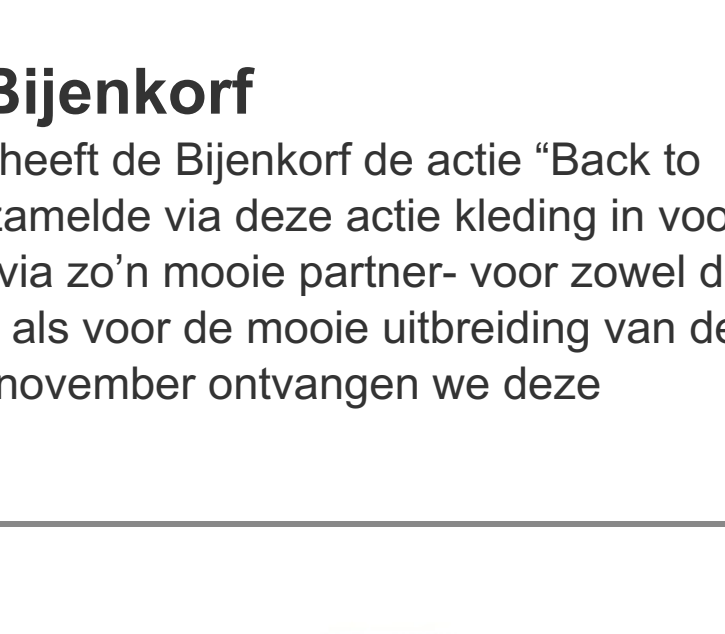 Bijenkorf
heeft de Bijenkorf de actie “Back to
zamelde via deze actie kleding in voo
via zo’n mooie partner- voor zowel d
als voor de mooie uitbreiding van de
november ontvangen we deze